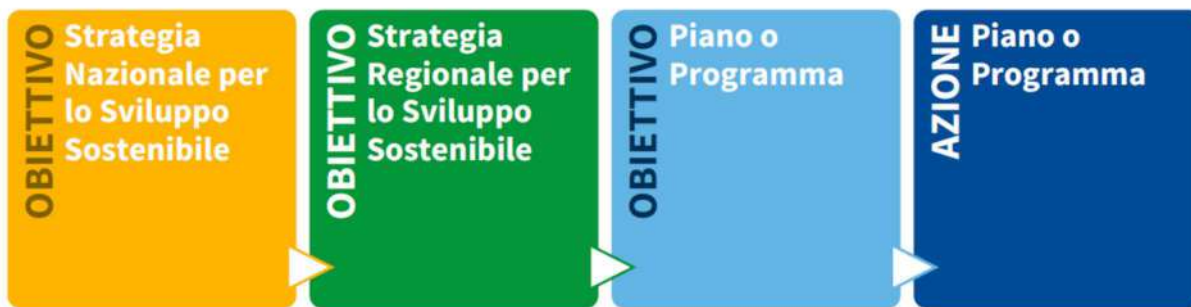 OBIETTIVO
Strategia
Nazionale per
lo Sviluppo
Sostenibile
OBIETTIVO
Strategia
Regionale per
lo Sviluppo
Sostenibile
OBIETTIVO
Piano o
Programma
AZIONE
Piano o
Programma